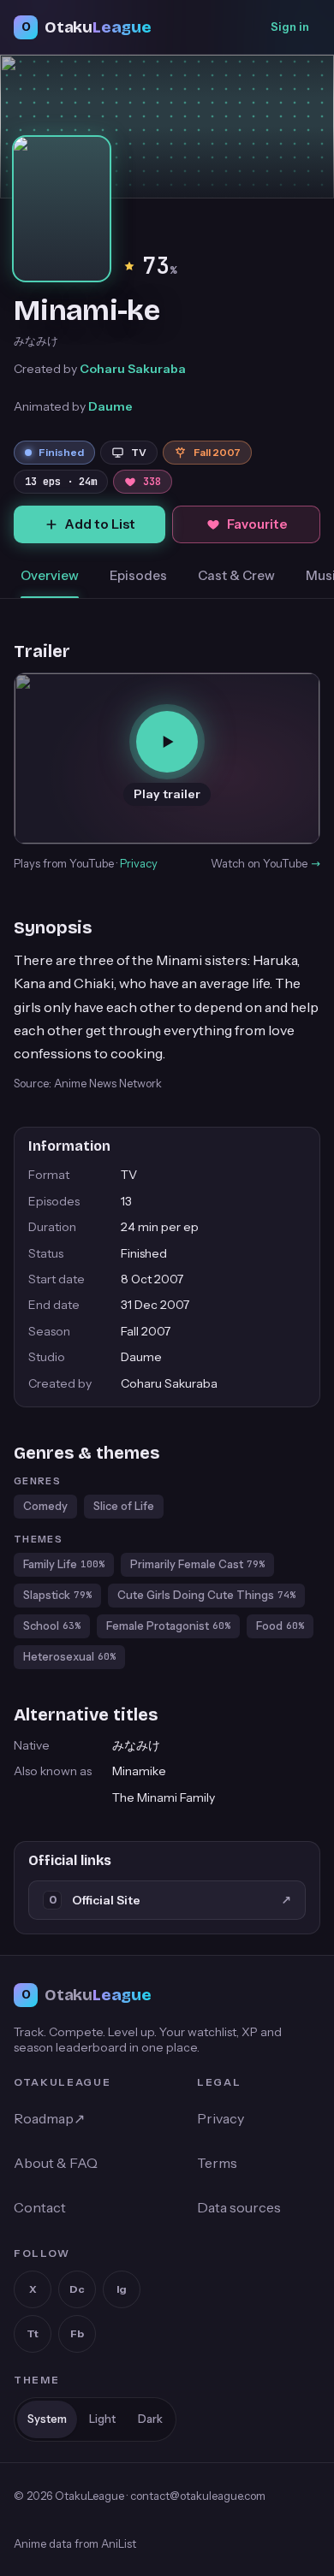 O OtakuLeague
Sign in
73%
Minami-ke
みなみけ
Created by Coharu Sakuraba
Animated by Daume
Finished
TV
Fall 2007
13 eps · 24m
338
+ Add to List
Favourite
Overview
Episodes
Cast & Crew
Musi
Trailer
Play trailer
Plays from YouTube · Privacy
Watch on YouTube →
Synopsis
There are three of the Minami sisters: Haruka,
Kana and Chiaki, who have an average life. The
girls only have each other to depend on and help
each other get through everything from love
confessions to cooking.
Source: Anime News Network
Information
Format TV
Episodes 13
Duration 24 min per ep
Status Finished
Start date 8 Oct 2007
End date 31 Dec 2007
Season Fall 2007
Studio Daume
Created by Coharu Sakuraba
Genres & themes
GENRES
Comedy
Slice of Life
THEMES
Family Life 100%
Primarily Female Cast 79%
Slapstick 79%
Cute Girls Doing Cute Things 74%
School 63%
Female Protagonist 60%
Food 60%
Heterosexual 60%
Alternative titles
Native みなみけ
Also known as Minamike
The Minami Family
Official links
O Official Site ↗
O OtakuLeague
Track. Compete. Level up. Your watchlist, XP and
season leaderboard in one place.
OTAKULEAGUE
Roadmap↗
About & FAQ
Contact
LEGAL
Privacy
Terms
Data sources
FOLLOW
X
Dc
Ig
Tt
Fb
THEME
System
Light
Dark
© 2026 OtakuLeague · contact@otakuleague.com
Anime data from AniList